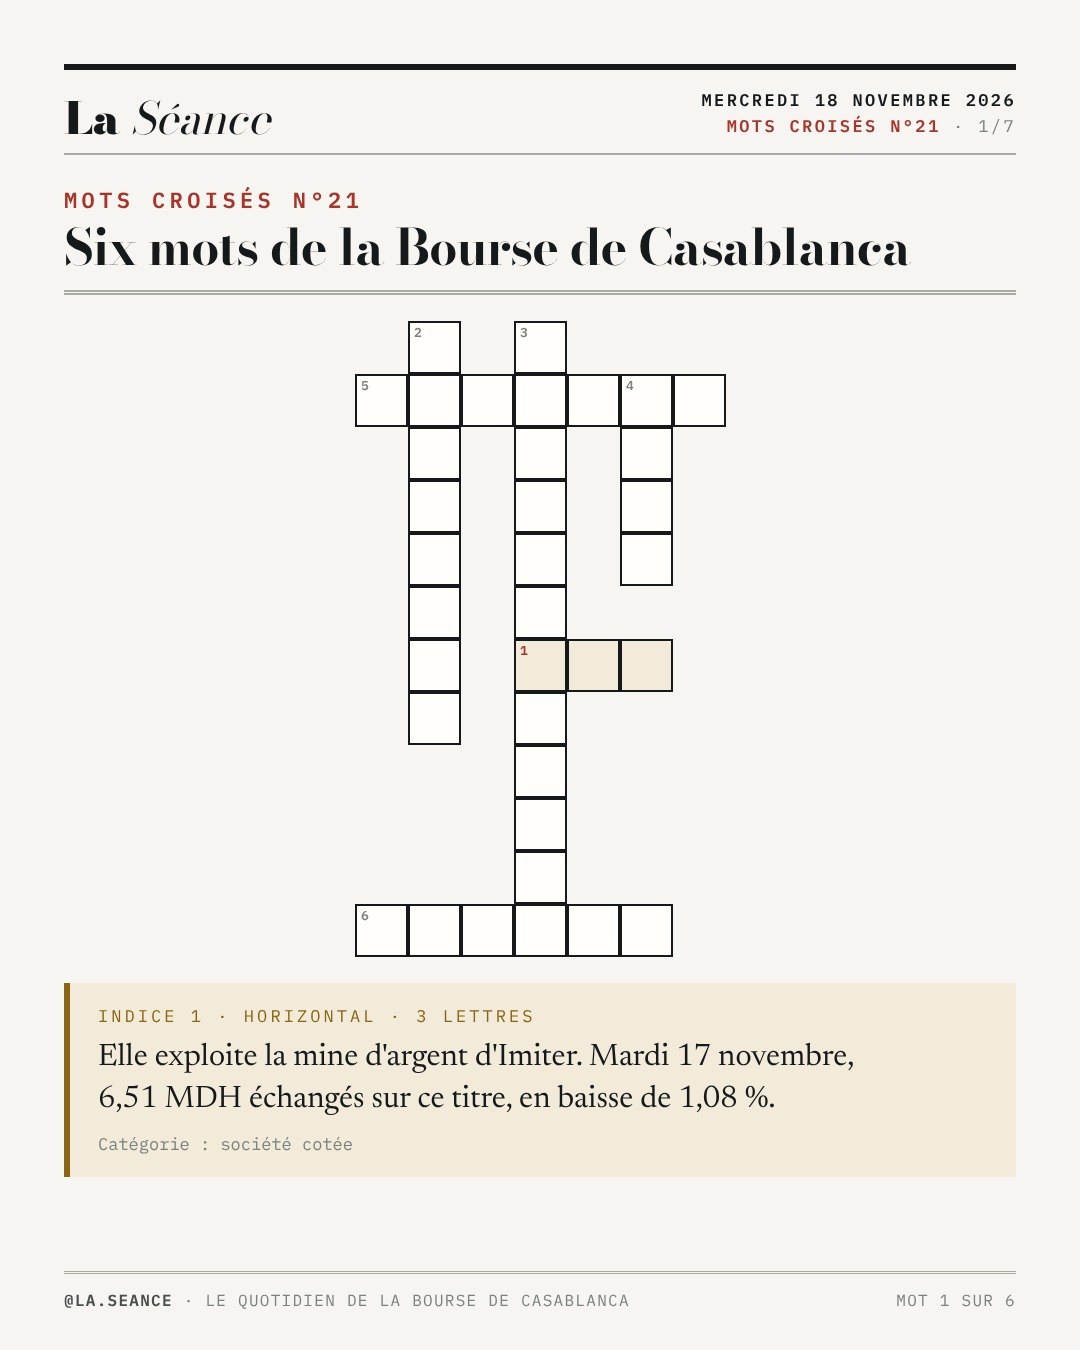 La Séance
MERCREDI 18 NOVEMBRE 2026
MOTS CROISÉS N°21 · 1/7
MOTS CROISÉS N°21
Six mots de la Bourse de Casablanca
2 3
5 4
1
6
INDICE 1 · HORIZONTAL · 3 LETTRES
Elle exploite la mine d'argent d'Imiter. Mardi 17 novembre,
6,51 MDH échangés sur ce titre, en baisse de 1,08 %.
Catégorie : société cotée
@LA.SEANCE · LE QUOTIDIEN DE LA BOURSE DE CASABLANCA
MOT 1 SUR 6